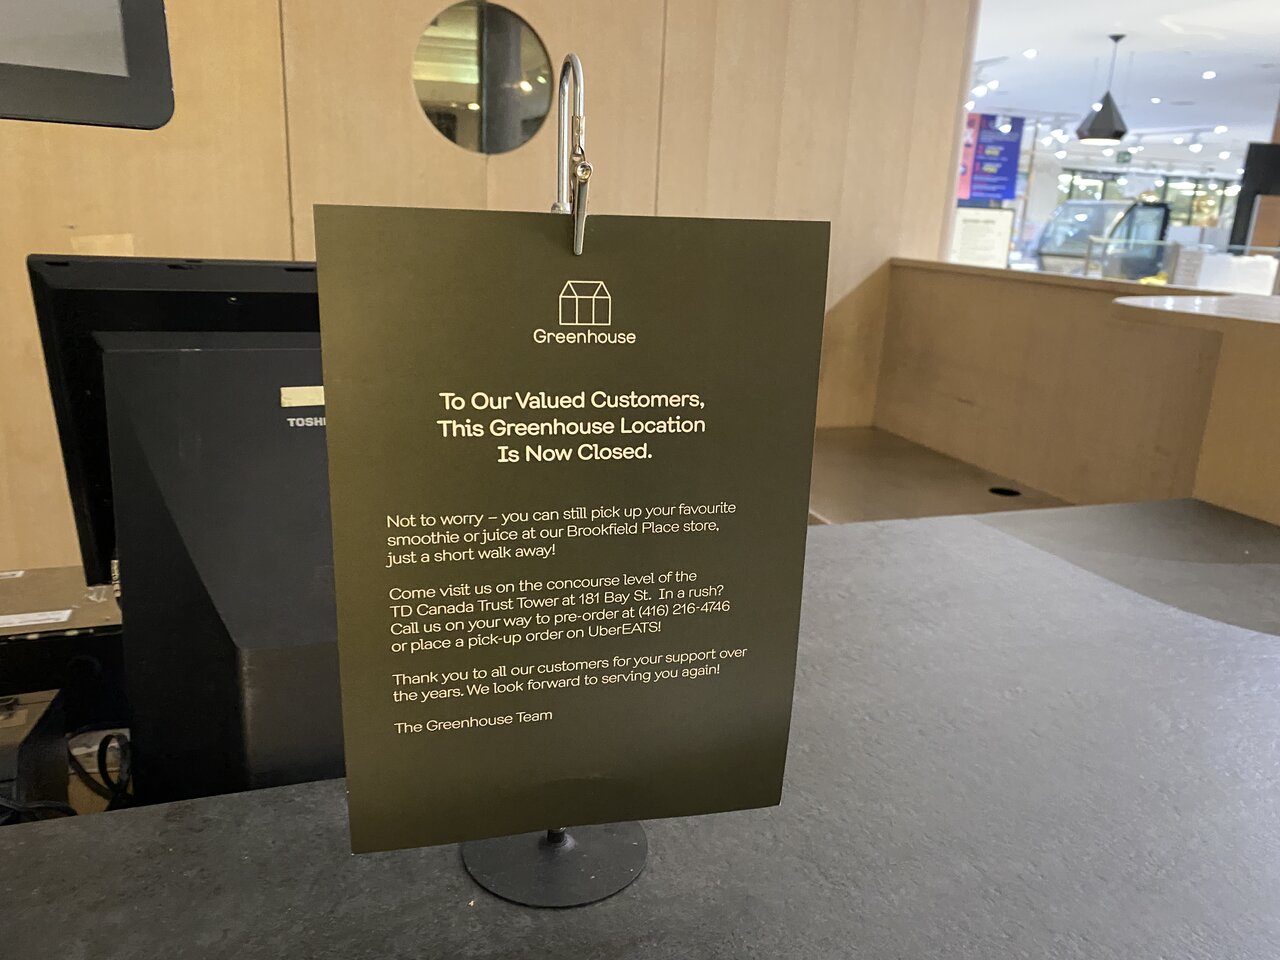 Greenhouse
To Our Valued Customers,
This Greenhouse Location
Is Now Closed.
Not to worry – you can still pick up your favourite
smoothie or juice at our Brookfield Place store,
just a short walk away!
Come visit us on the concourse level of the
TD Canada Trust Tower at 181 Bay St. In a rush?
Call us on your way to pre-order at (416) 216-4746
or place a pick-up order on UberEATS!
Thank you to all our customers for your support over
the years. We look forward to serving you again!
The Greenhouse Team
TOSHI